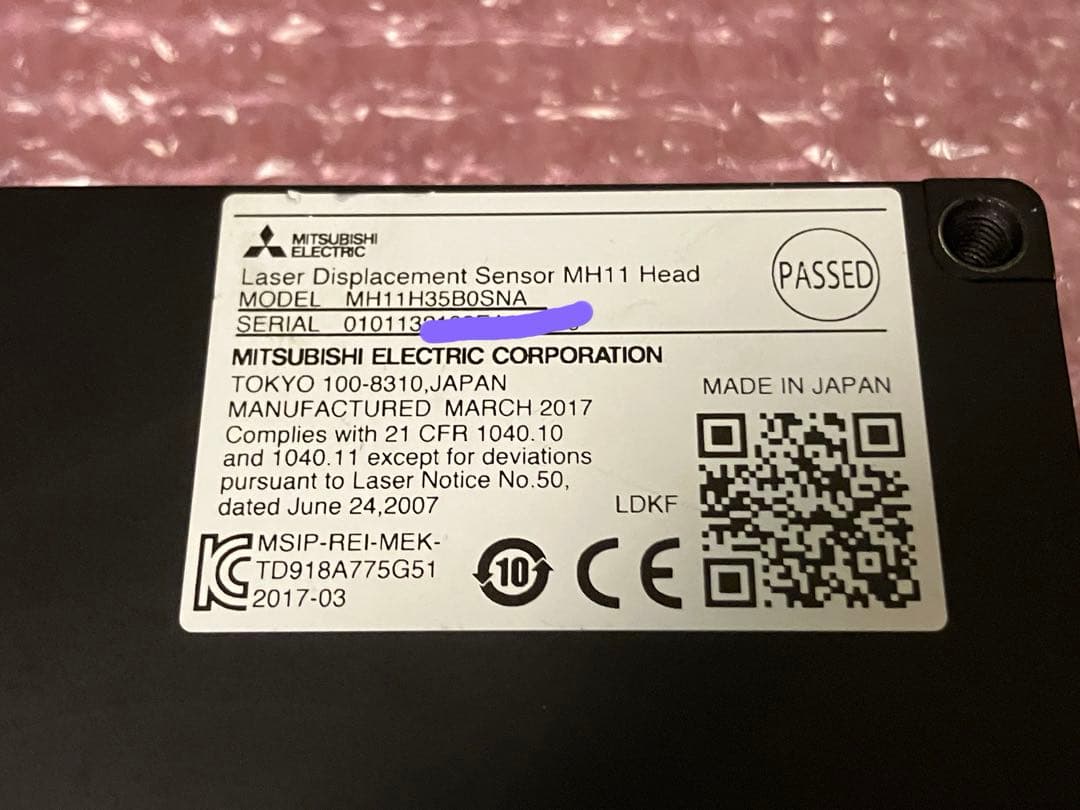 MITSUBISHI
ELECTRIC
Laser Displacement Sensor MH11 Head
PASSED
MODEL MH11H35B0SNA
SERIAL 010113
MITSUBISHI ELECTRIC CORPORATION
TOKYO 100-8310,JAPAN
MADE IN JAPAN
MANUFACTURED MARCH 2017
Complies with 21 CFR 1040.10
and 1040.11 except for deviations
pursuant to Laser Notice No.50,
dated June 24,2007
LDKF
MSIP-REI-MEK-
TD918A775G51
2017-03
10
CE